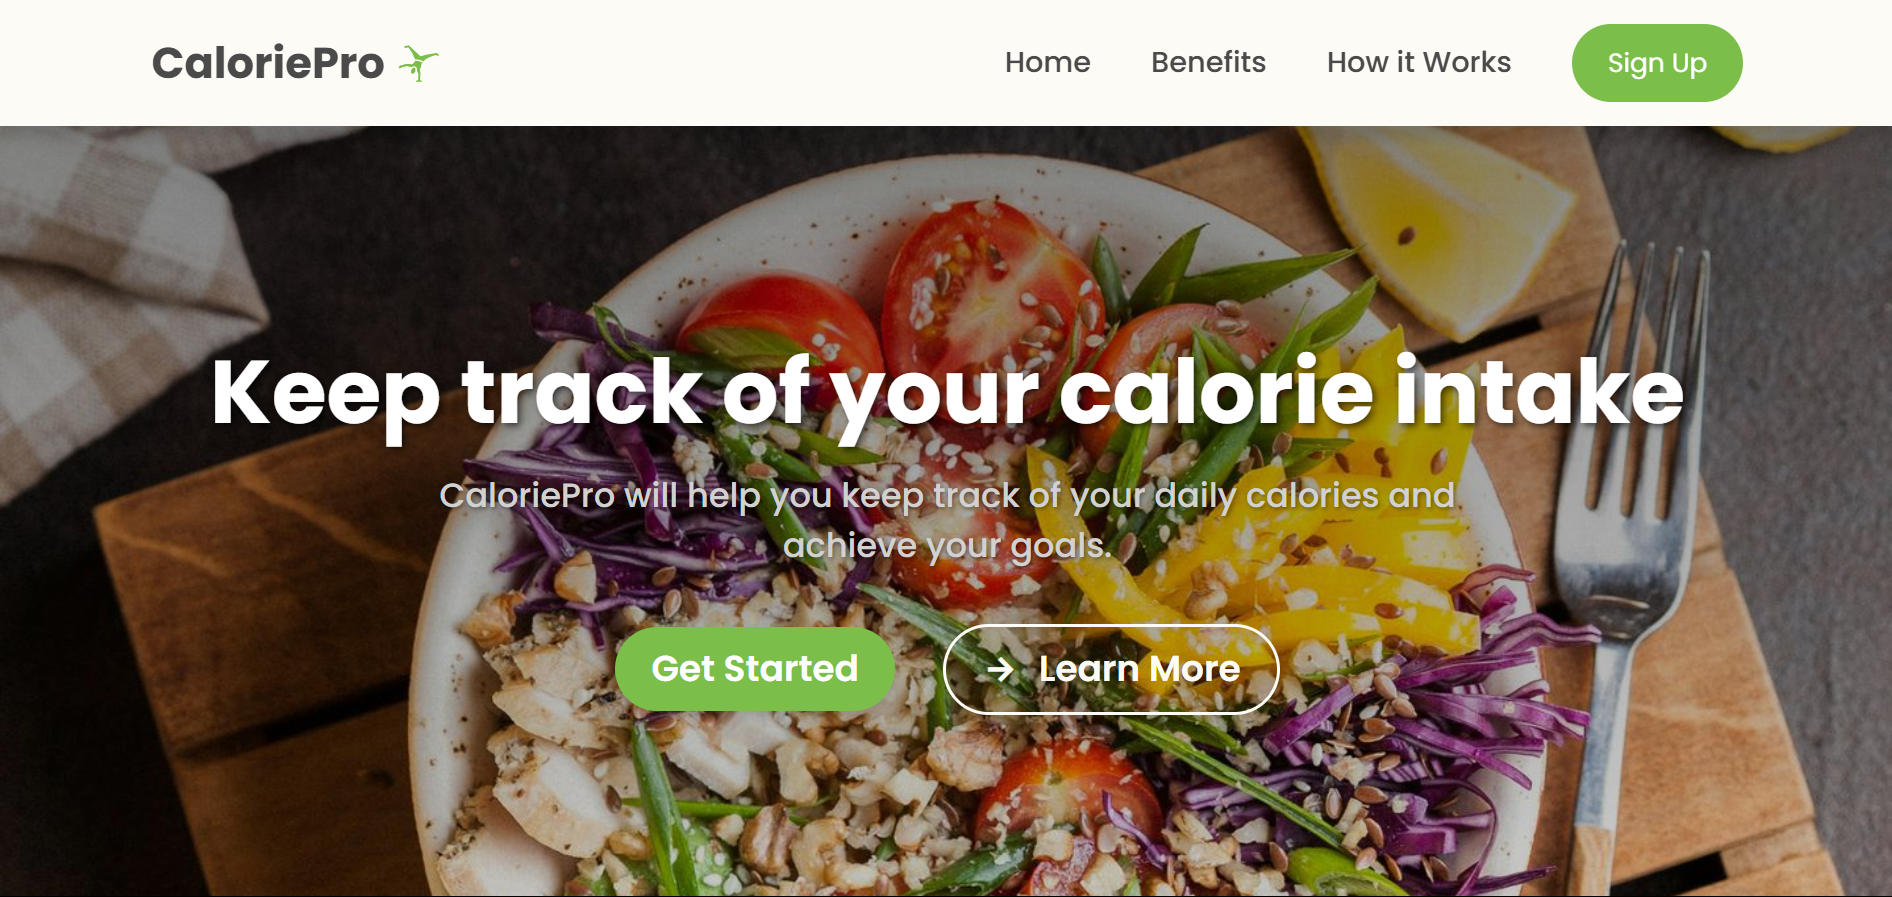 CaloriePro
Home
Benefits
How it Works
Sign Up
Keep track of your calorie intake
CaloriePro will help you keep track of your daily calories and
achieve your goals.
Get Started
→ Learn More